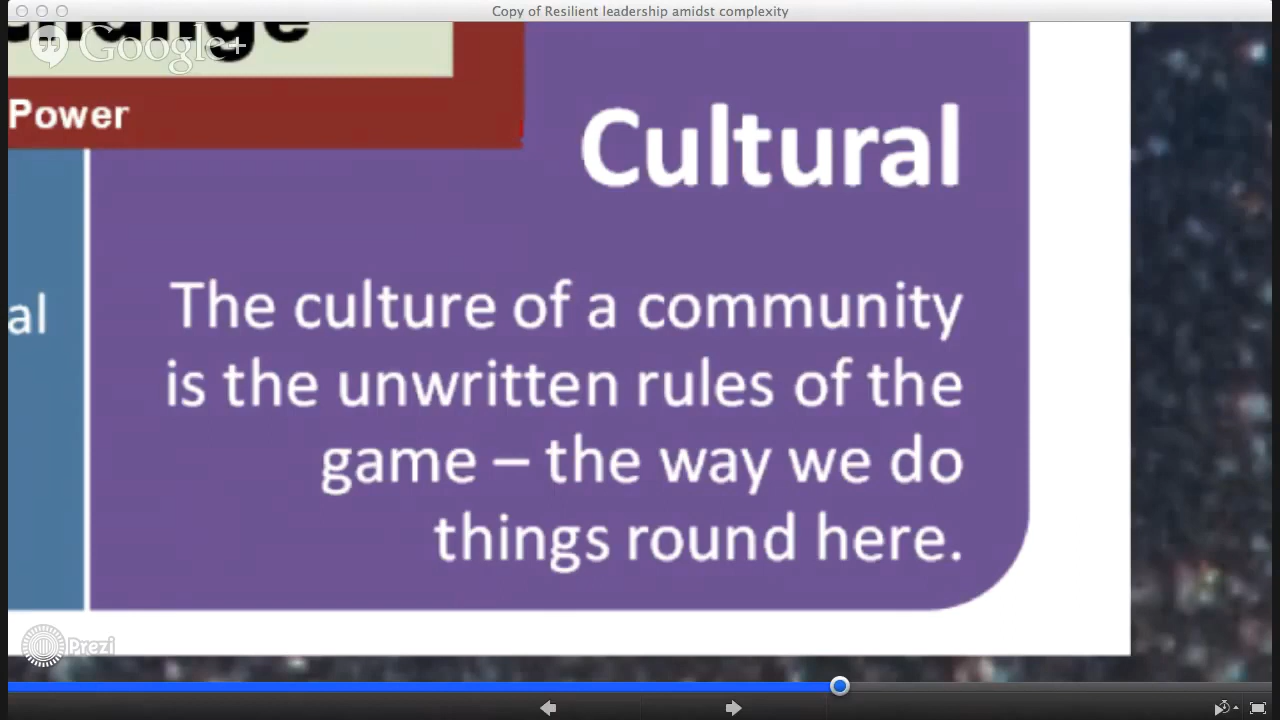 Copy of Resilient leadership amidst complexity
Google+
Power
Cultural
al
The culture of a community
is the unwritten rules of the
game – the way we do
things round here.
Prezi